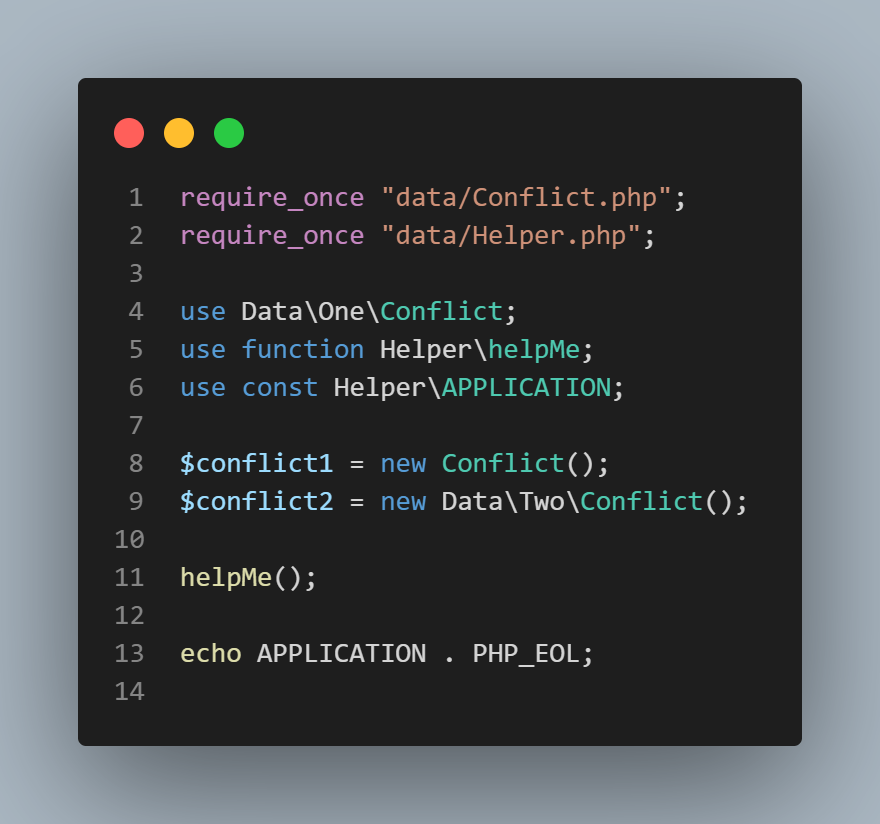 1 require_once "data/Conflict.php";
2 require_once "data/Helper.php";
3
4 use Data\One\Conflict;
5 use function Helper\helpMe;
6 use const Helper\APPLICATION;
7
8 $conflict1 = new Conflict();
9 $conflict2 = new Data\Two\Conflict();
10
11 helpMe();
12
13 echo APPLICATION . PHP_EOL;
14